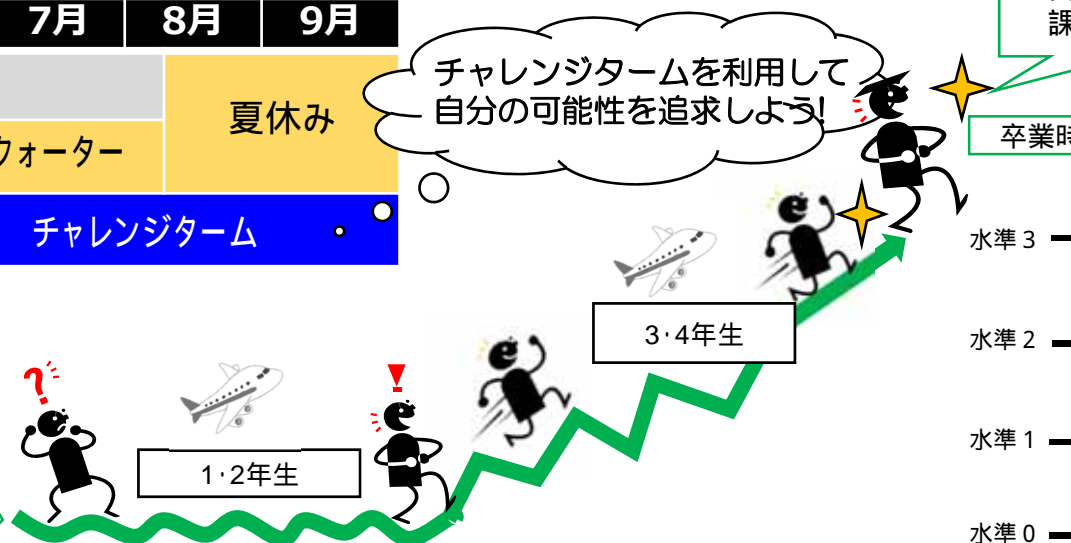 7月 8月 9月
課
チャレンジタームを利用して
自分の可能性を追求しよう!
夏休み
ウォーター
卒業時
チャレンジターム
水準3
3・4年生
水準2
?
!
1・2年生
水準1
水準0